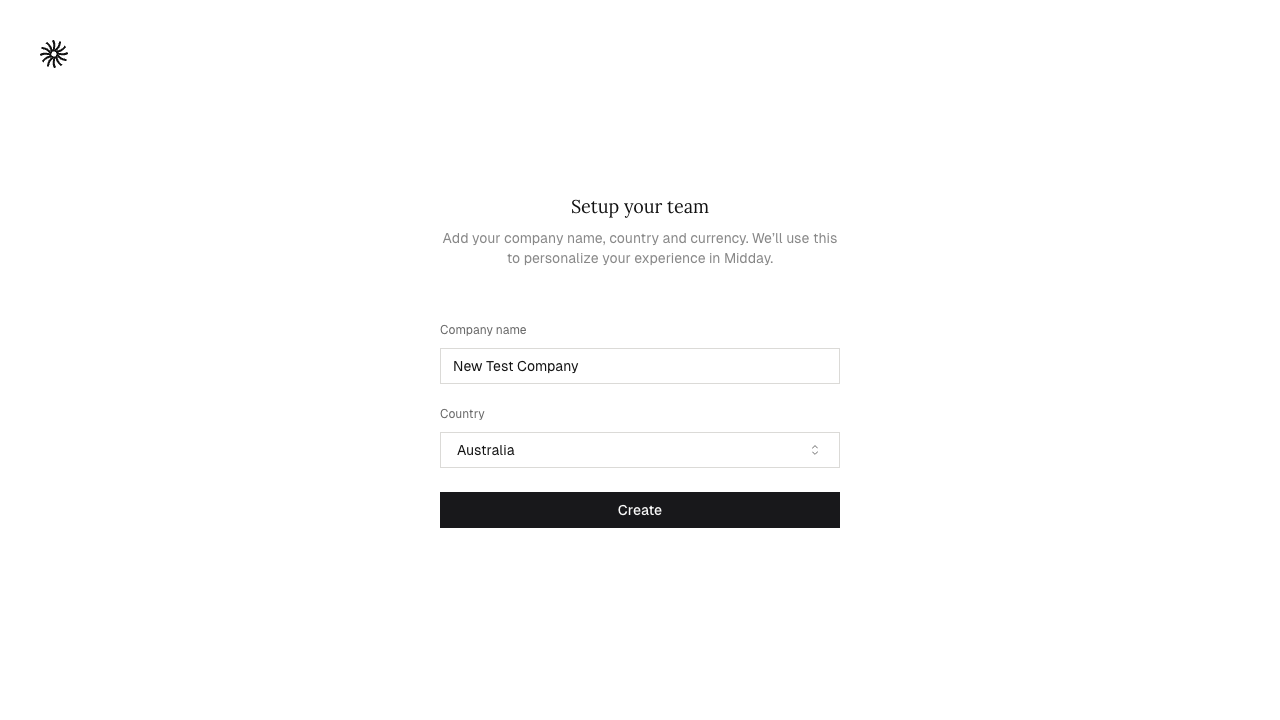 Setup your team
Add your company name, country and currency. We'll use this
to personalize your experience in Midday.
Company name
New Test Company
Country
Australia
Create